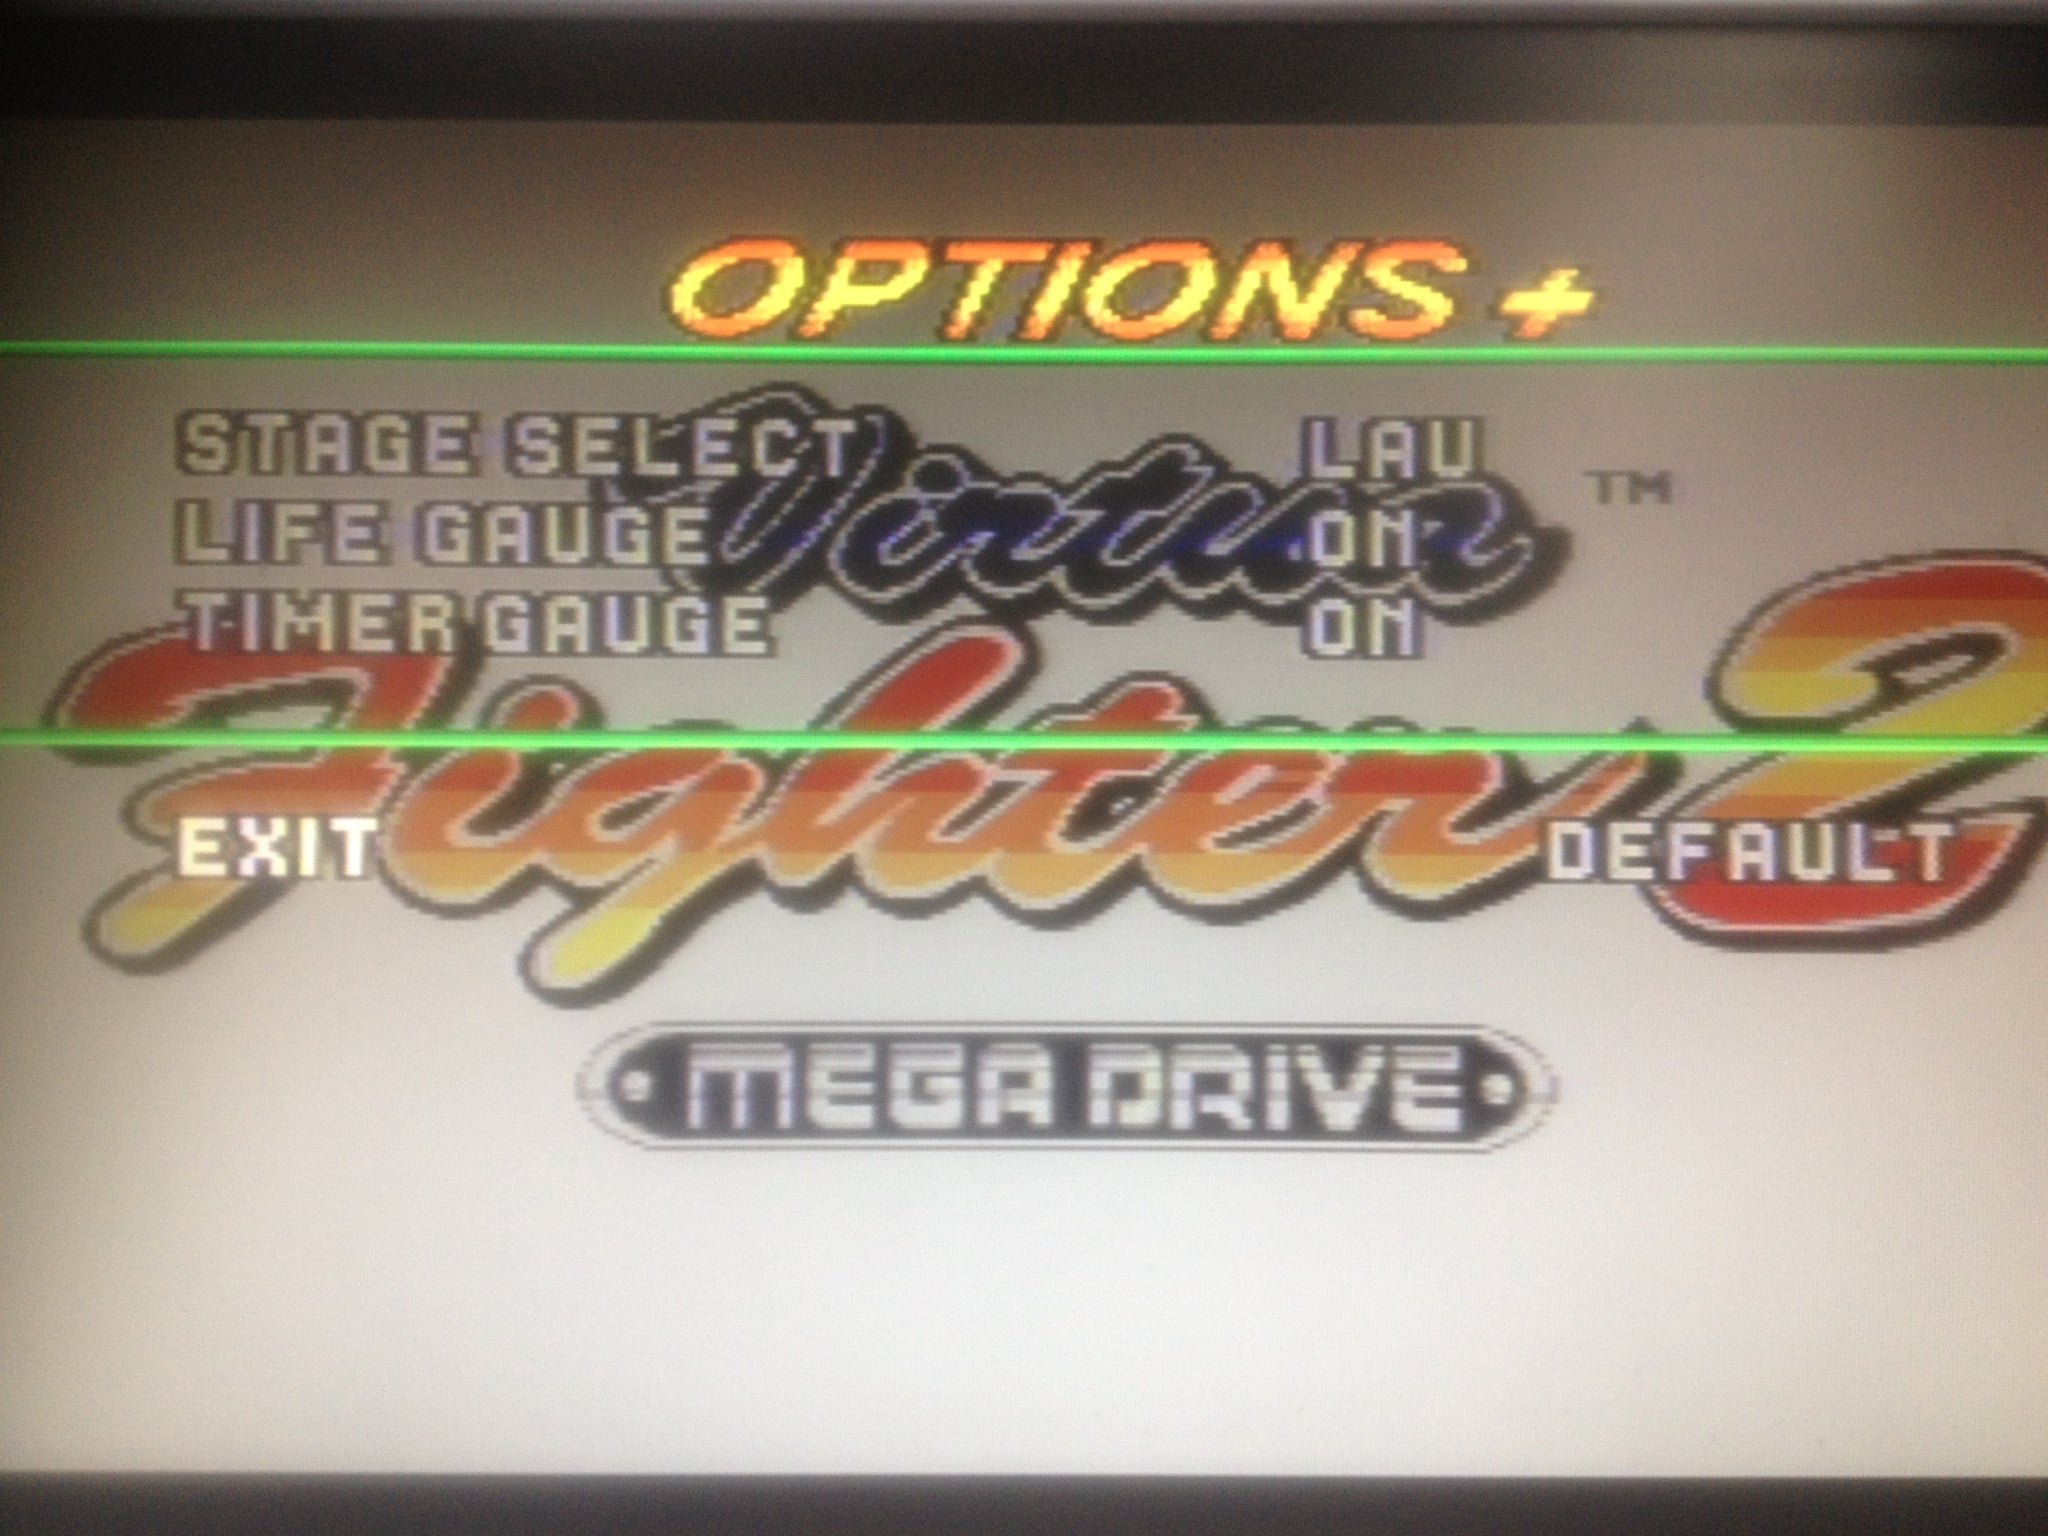 OPTIONS+
STAGE SELECT LAU
Virtua TM
LIFE GAUGE ON
TIMER GAUGE ON
Fighter 2
EXIT DEFAULT
MEGA DRIVE